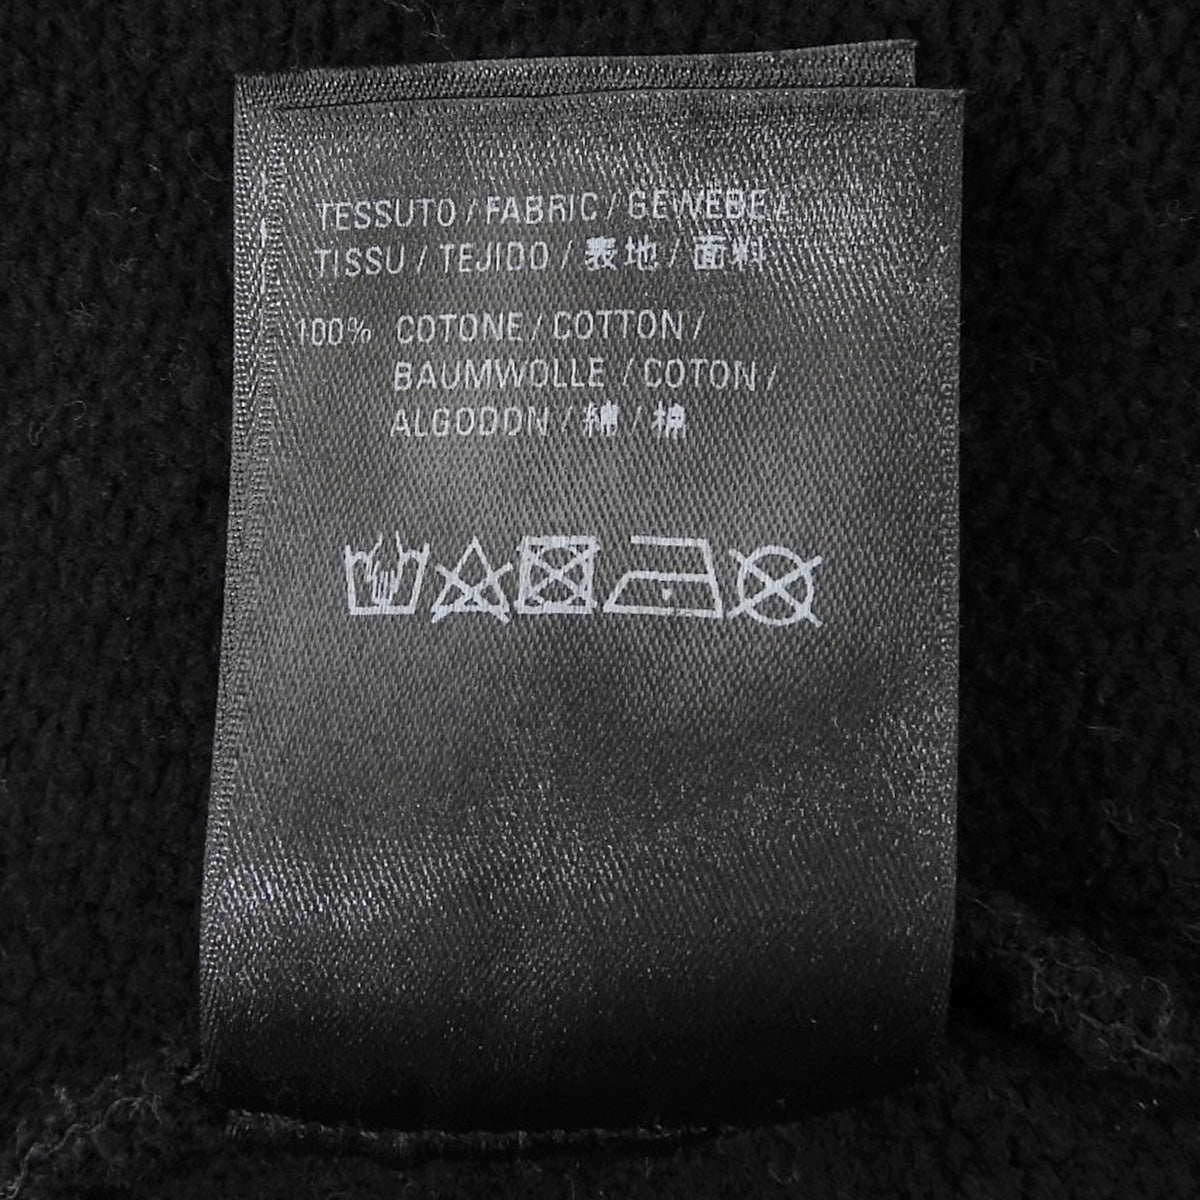 TESSUTO / FABRIC / GEWEBE /
TISSU / TEJIDO / 表地 / 面料
100% COTONE / COTTON /
BAUMWOLLE / COTON /
ALGODON / 綿 / 棉